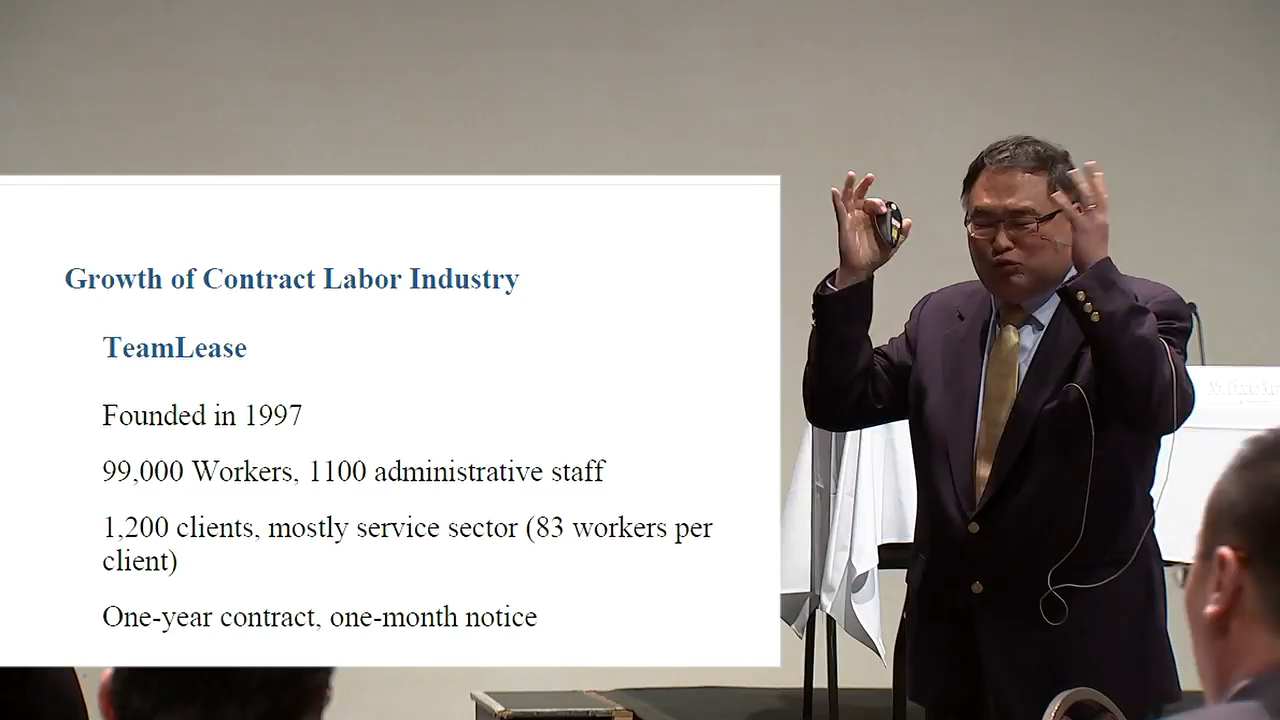 Growth of Contract Labor Industry
TeamLease
Founded in 1997
99,000 Workers, 1100 administrative staff
1,200 clients, mostly service sector (83 workers per
client)
One-year contract, one-month notice